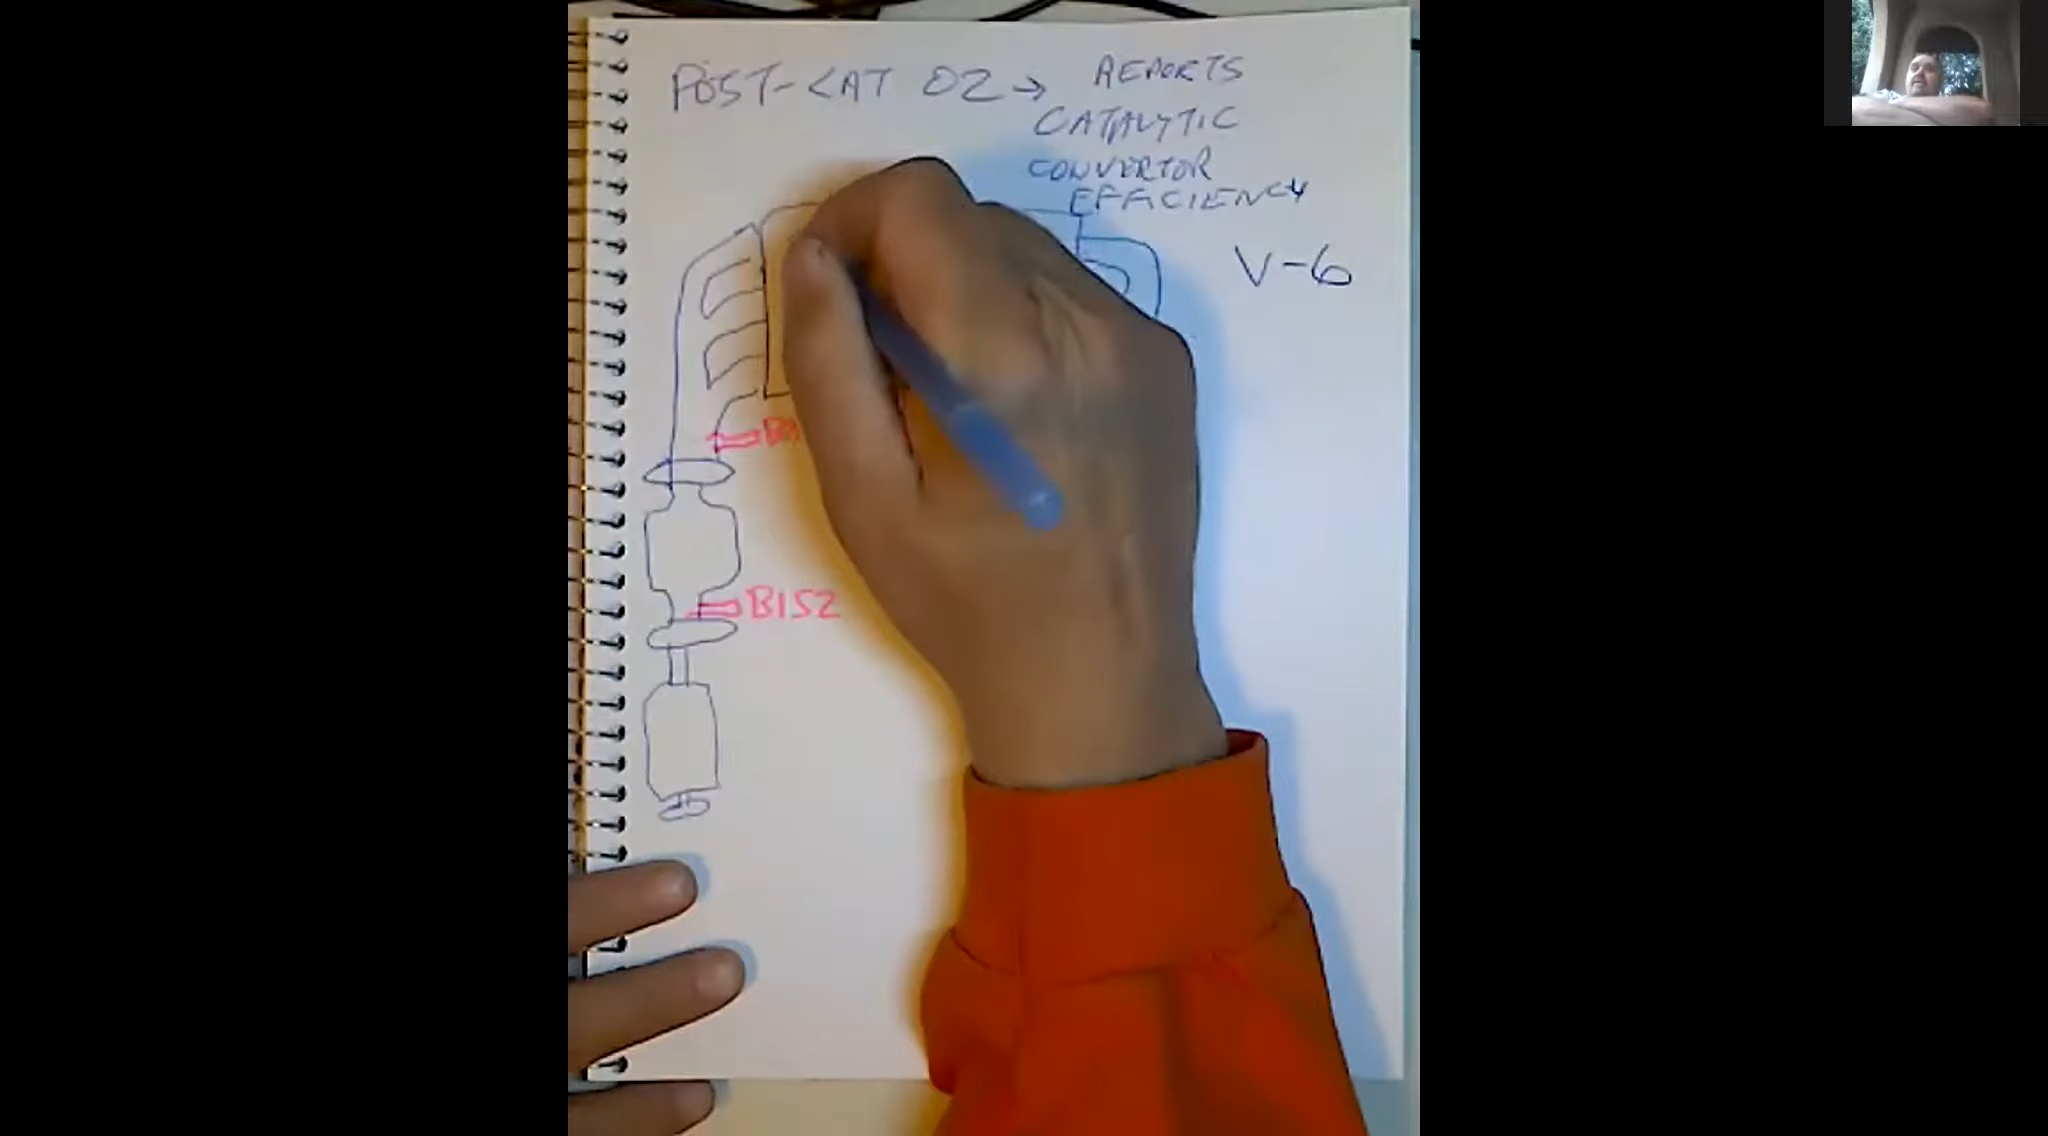 POST-CAT O2 → REPORTS
CATALYTIC
CONVERTOR
EFFICIENCY
V-6
B1S2